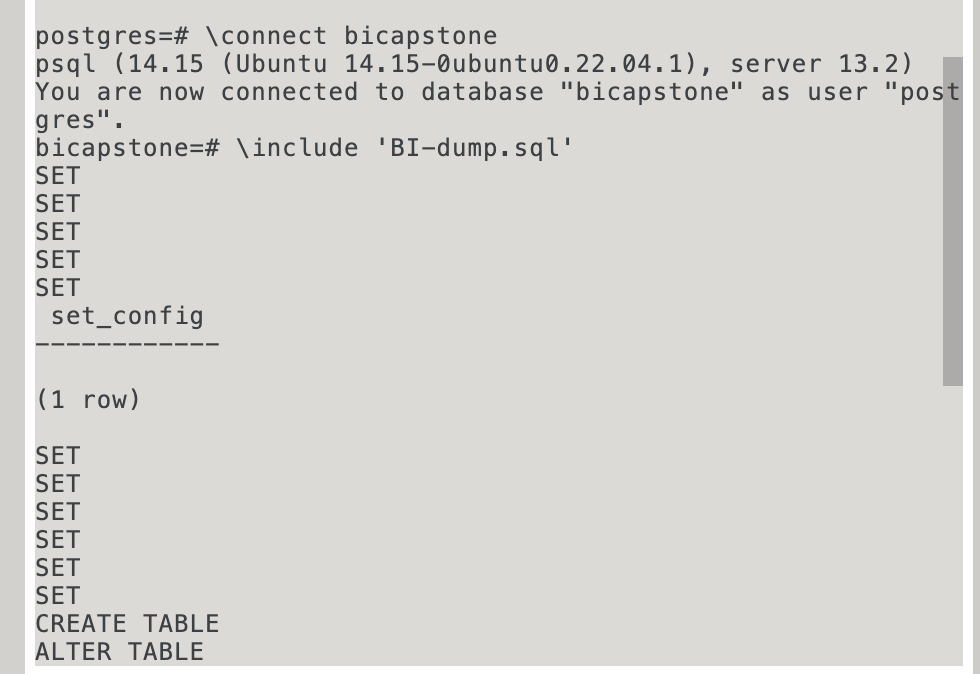 postgres=# \connect bicapstone
psql (14.15 (Ubuntu 14.15-0ubuntu0.22.04.1), server 13.2)
You are now connected to database "bicapstone" as user "post
gres".
bicapstone=# \include 'BI-dump.sql'
SET
SET
SET
SET
SET
 set_config
------------

(1 row)

SET
SET
SET
SET
SET
SET
CREATE TABLE
ALTER TABLE